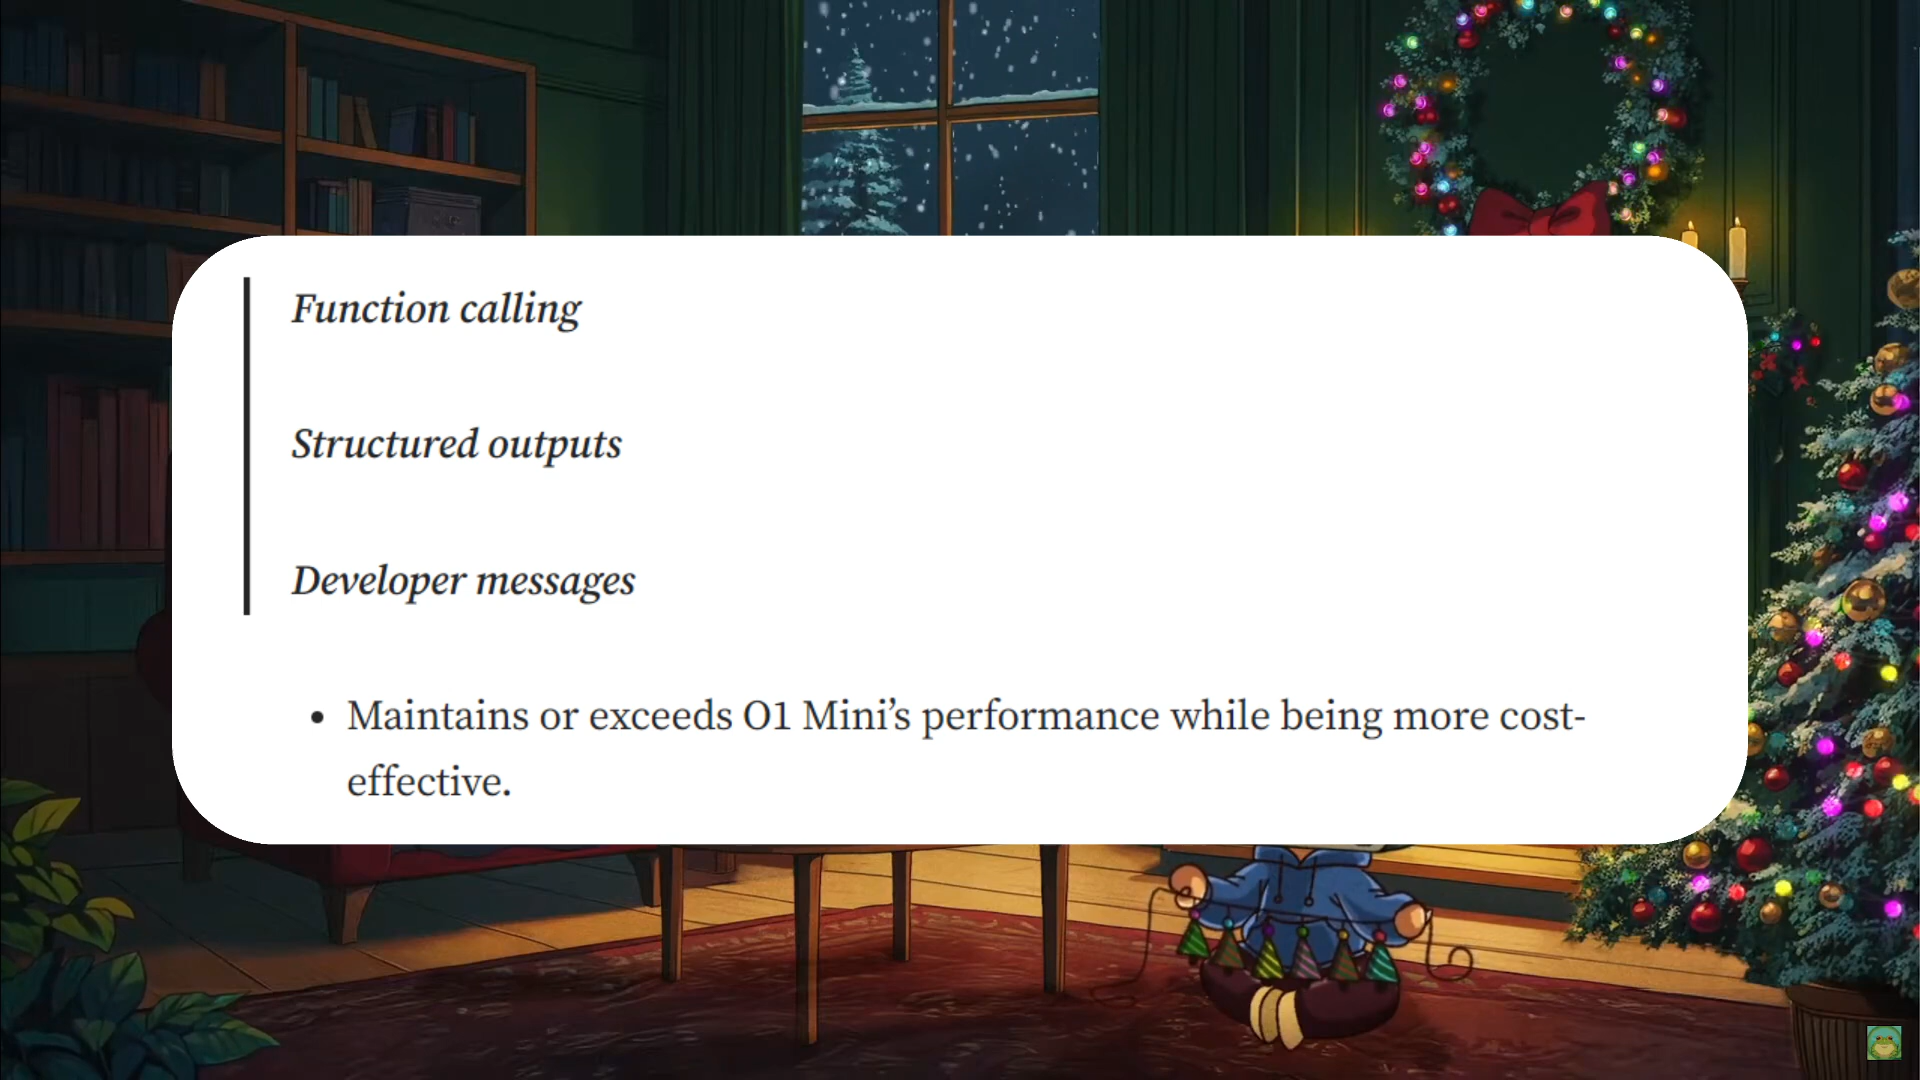 Function calling
Structured outputs
Developer messages
• Maintains or exceeds O1 Mini’s performance while being more cost-
effective.